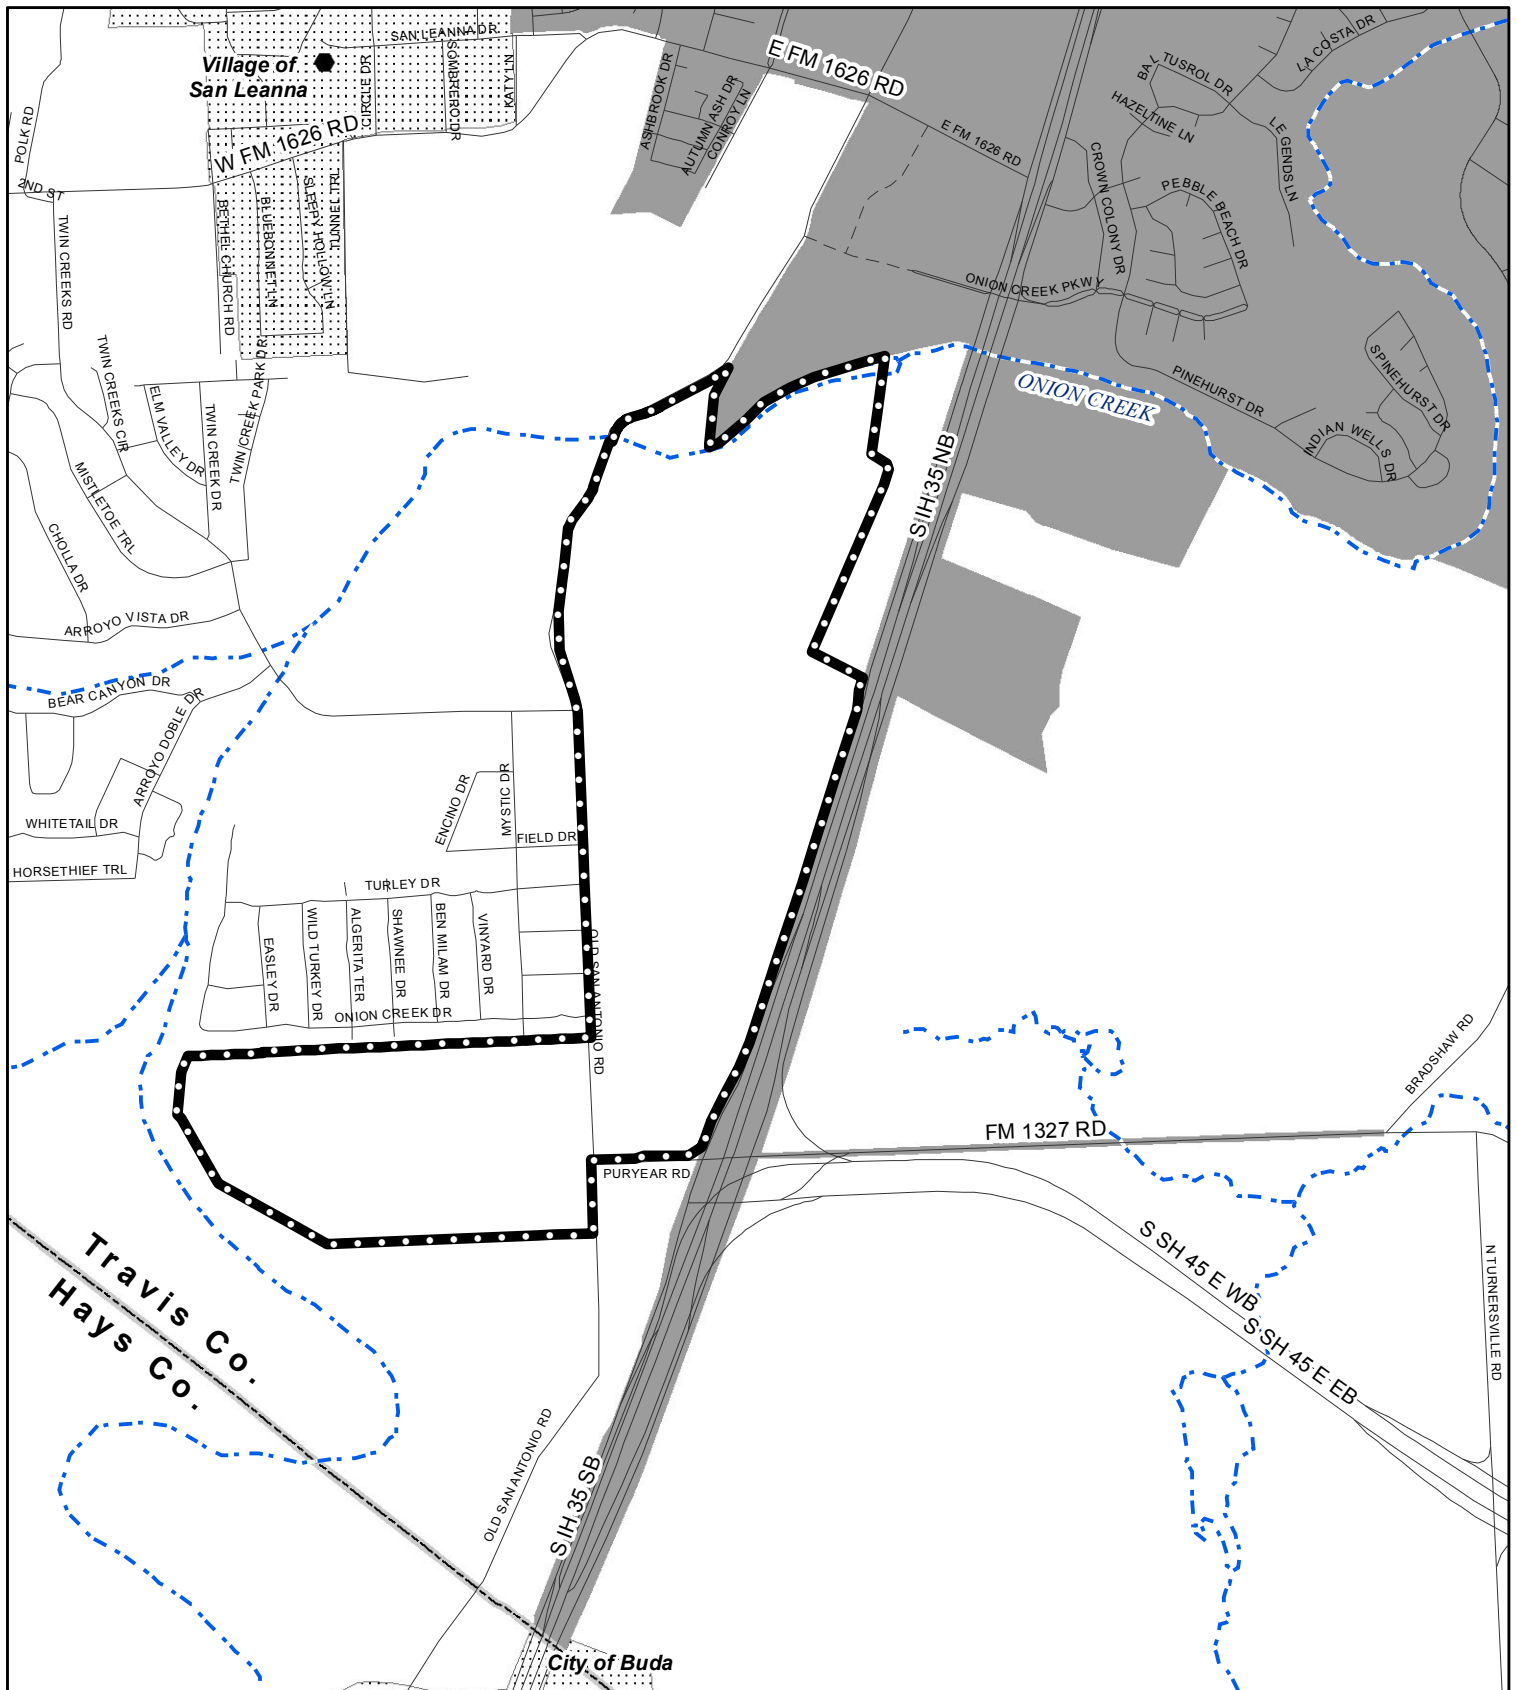 SAN LEANNA DR
Village of
San Leanna
CIRCLE DR
SOMBRERO DR
KATY LN
POLK RD
W FM 1626 RD
2ND ST
E FM 1626 RD
ASHBROOK DR
AUTUMN ASH DR
CONROY LN
E FM 1626 RD
LA COSTA DR
BALTUSROL DR
HAZELTINE LN
LEGENDS LN
CROWN COLONY DR
PEBBLE BEACH DR
TWIN CREEKS RD
BETHEL CHURCH RD
BLUEBONNET LN
SLEEPY HOLLOW LN
TUNNEL TRL
ONION CREEK PKWY
TWIN CREEKS CIR
ELM VALLEY DR
TWIN CREEK DR
TWIN CREEK PARK DR
ONION CREEK
PINEHURST DR
SPINEHURST DR
INDIAN WELLS DR
MISTLETOE TRL
CHOLLA DR
S IH 35 NB
ARROYO VISTA DR
BEAR CANYON DR
ARROYO DOBLE DR
ENCINO DR
MYSTIC DR
WHITETAIL DR
FIELD DR
HORSETHIEF TRL
TURLEY DR
EASLEY DR
WILD TURKEY DR
ALGERITA TER
SHAWNEE DR
BEN MILAM DR
VINYARD DR
OLD SAN ANTONIO RD
ONION CREEK DR
BRADSHAW RD
FM 1327 RD
PURYEAR RD
Travis Co.
Hays Co.
S SH 45 E WB
S SH 45 E EB
N TURNERSVILLE RD
OLD SAN ANTONIO RD
S IH 35 SB
City of Buda